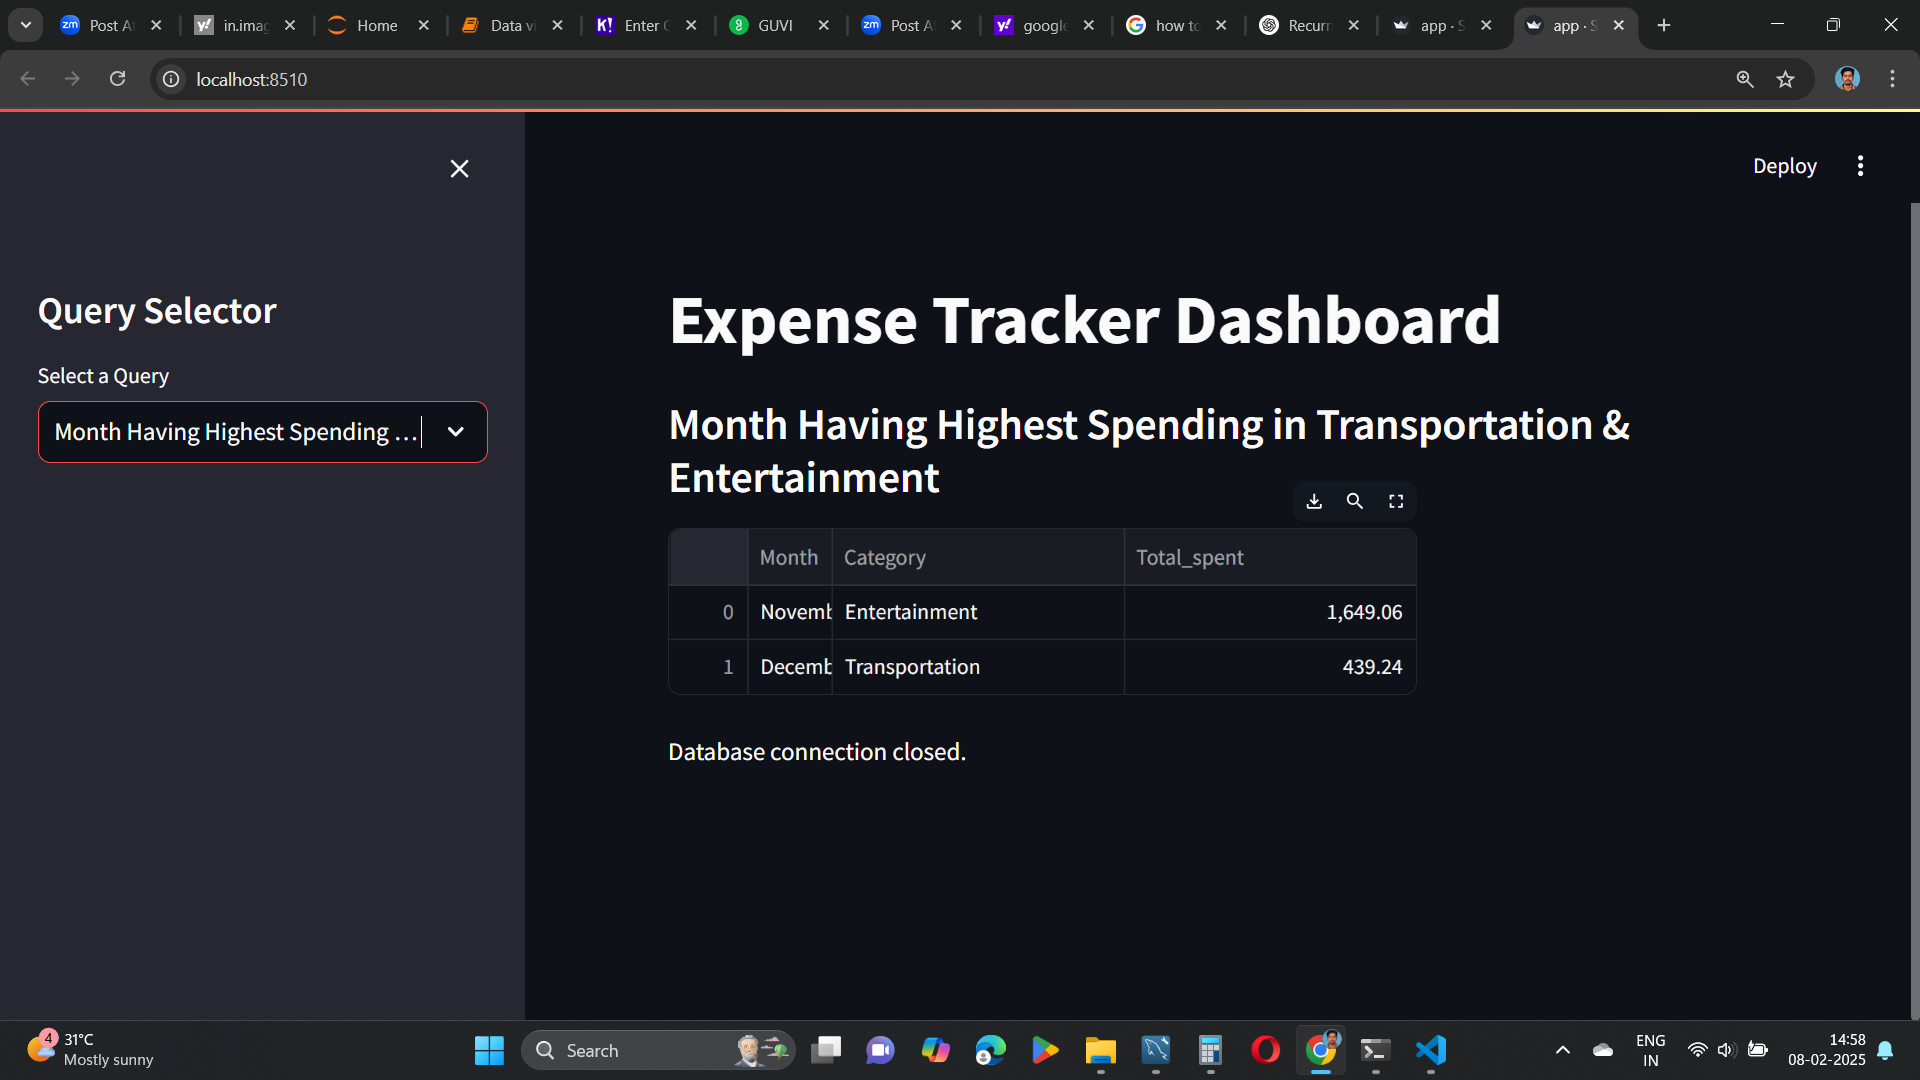 Post A
in.imag
Home
Data vi
Enter
GUVI
Post A
google
how to
Recurr
app · S
app · S
localhost:8510
Deploy
Query Selector
Select a Query
Month Having Highest Spending ...
Expense Tracker Dashboard
Month Having Highest Spending in Transportation &
Entertainment
Month Category Total_spent
0 Novemb Entertainment 1,649.06
1 Decemb Transportation 439.24
Database connection closed.
4
31°C
Mostly sunny
Search
ENG
IN
14:58
08-02-2025